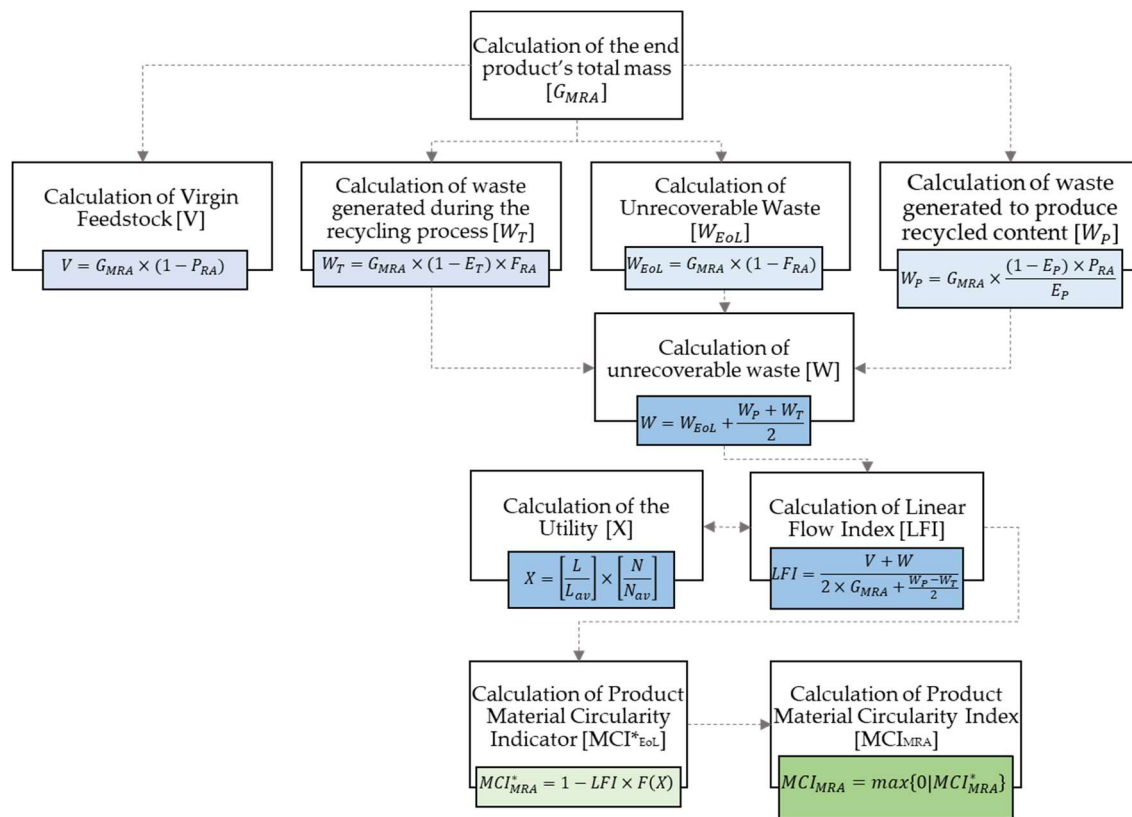 Calculation of the end
product's total mass
[G_MRA]
Calculation of Virgin
Feedstock [V]
V = G_MRA × (1 − P_RA)
Calculation of waste
generated during the
recycling process [W_T]
W_T = G_MRA × (1 − E_T) × F_RA
Calculation of
Unrecoverable Waste
[W_EoL]
W_EoL = G_MRA × (1 − F_RA)
Calculation of waste
generated to produce
recycled content [W_P]
W_P = G_MRA × ((1 − E_P) × P_RA) / E_P
Calculation of
unrecoverable waste [W]
W = W_EoL + (W_P + W_T) / 2
Calculation of the
Utility [X]
X = [L / L_av] × [N / N_av]
Calculation of Linear
Flow Index [LFI]
LFI = (V + W) / (2 × G_MRA + (W_P − W_T) / 2)
Calculation of Product
Material Circularity
Indicator [MCI*_EoL]
MCI*_MRA = 1 − LFI × F(X)
Calculation of Product
Material Circularity Index
[MCI_MRA]
MCI_MRA = max{0|MCI*_MRA}